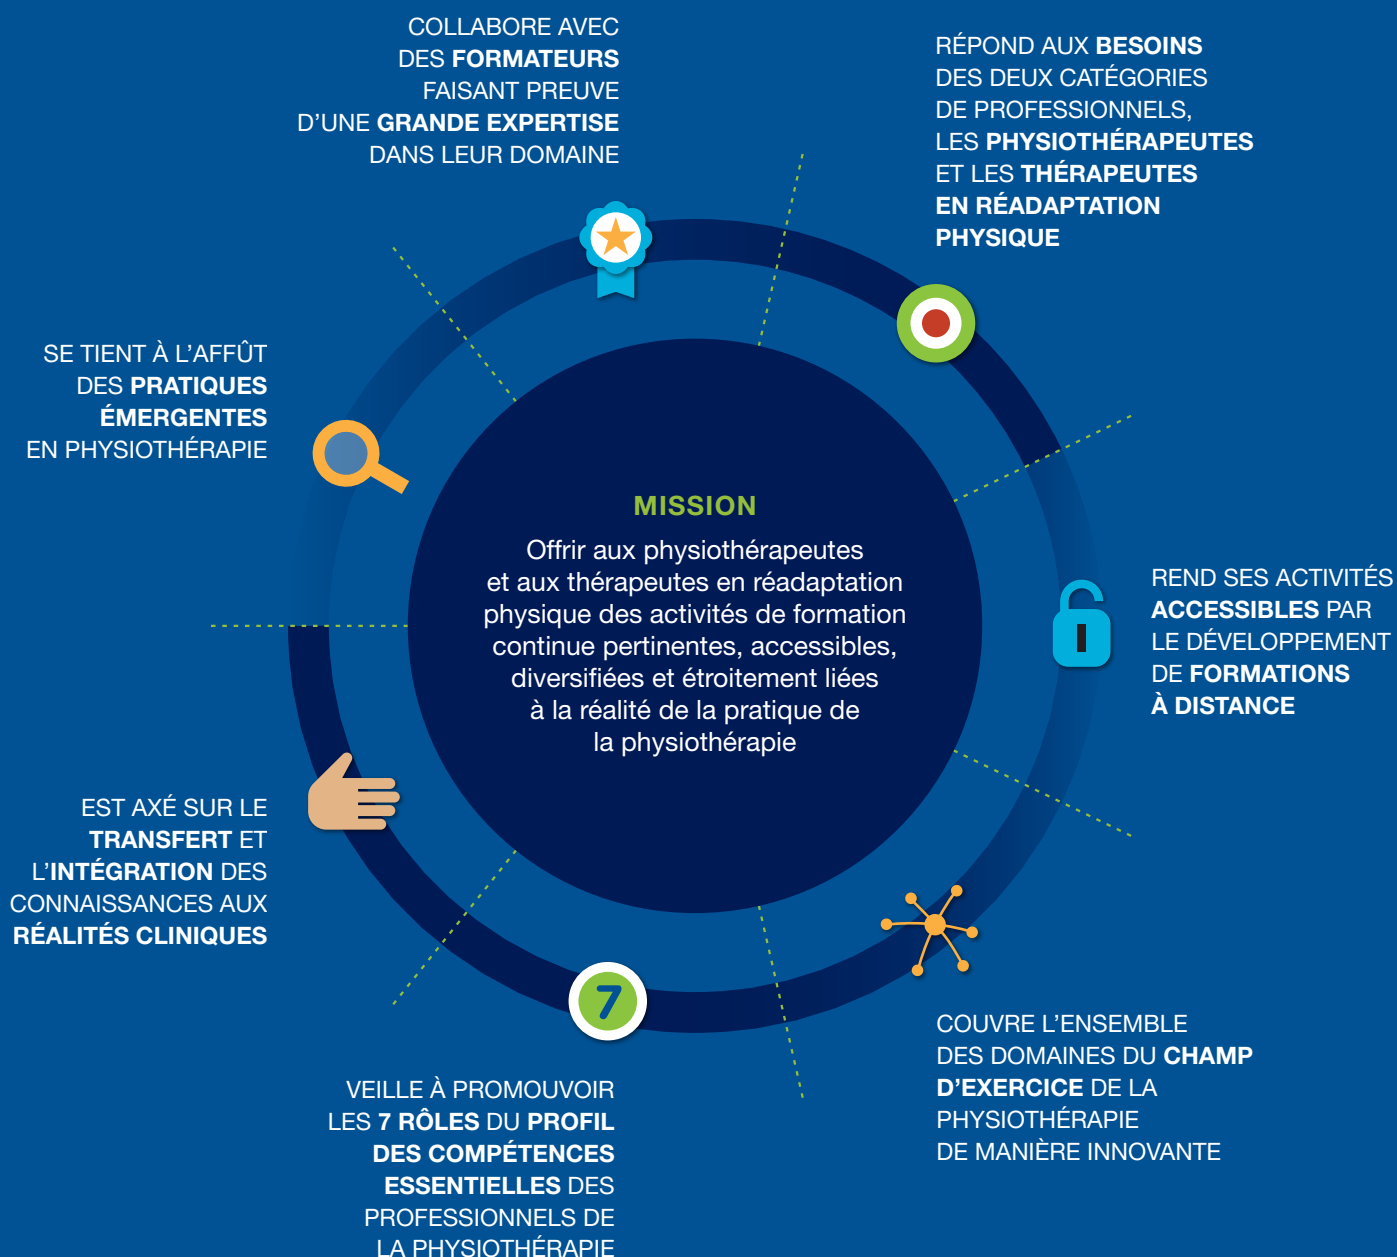 COLLABORE AVEC
DES FORMATEURS
FAISANT PREUVE
D'UNE GRANDE EXPERTISE
DANS LEUR DOMAINE
RÉPOND AUX BESOINS
DES DEUX CATÉGORIES
DE PROFESSIONNELS,
LES PHYSIOTHÉRAPEUTES
ET LES THÉRAPEUTES
EN RÉADAPTATION
PHYSIQUE
SE TIENT À L'AFFÛT
DES PRATIQUES
ÉMERGENTES
EN PHYSIOTHÉRAPIE
MISSION
Offrir aux physiothérapeutes
et aux thérapeutes en réadaptation
physique des activités de formation
continue pertinentes, accessibles,
diversifiées et étroitement liées
à la réalité de la pratique de
la physiothérapie
REND SES ACTIVITÉS
ACCESSIBLES PAR
LE DÉVELOPPEMENT
DE FORMATIONS
À DISTANCE
EST AXÉ SUR LE
TRANSFERT ET
L'INTÉGRATION DES
CONNAISSANCES AUX
RÉALITÉS CLINIQUES
7
COUVRE L'ENSEMBLE
DES DOMAINES DU CHAMP
D'EXERCICE DE LA
PHYSIOTHÉRAPIE
DE MANIÈRE INNOVANTE
VEILLE À PROMOUVOIR
LES 7 RÔLES DU PROFIL
DES COMPÉTENCES
ESSENTIELLES DES
PROFESSIONNELS DE
LA PHYSIOTHÉRAPIE